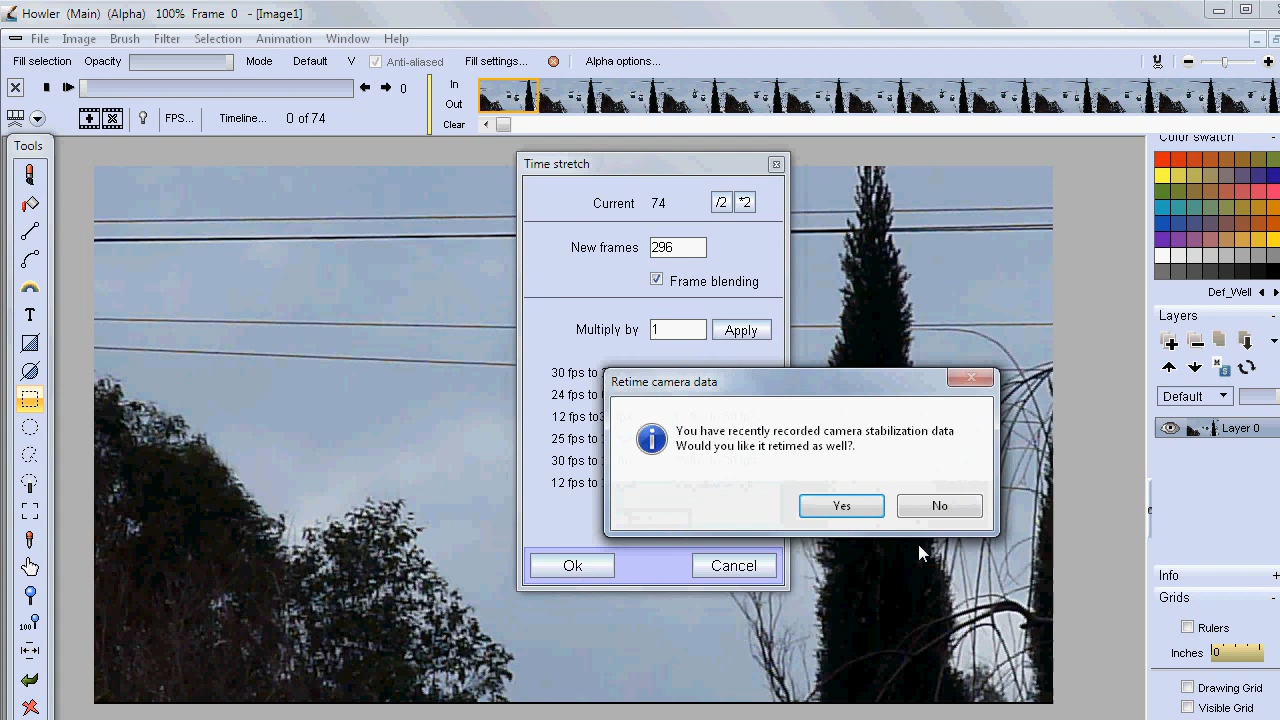 Howler (Main) (Alpha) 100% Frame 0 - [Image1]
File Image Brush Filter Selection Animation Window Help
Fill selection Opacity Mode Default V Anti-aliased Fill settings... Alpha options...
0
In
Out
Clear
FPS... Timeline... 0 of 74
Tools
T
100
Time stretch
Current 74 /2 *2
New frames 296
Frame blending
Multiply by 1 Apply
30 fps to
24 fps to
12 fps to
25 fps to
30 fps to
12 fps to
Ok Cancel
Retime camera data
You have recently recorded camera stabilization data
Would you like it retimed as well?.
Yes No
Color swatch -
Def_Well
Layers -
M
S
Default
Layer 0
Info +
Grids -
Rulers
Inches 0
Drawing Grid
Visible Grid